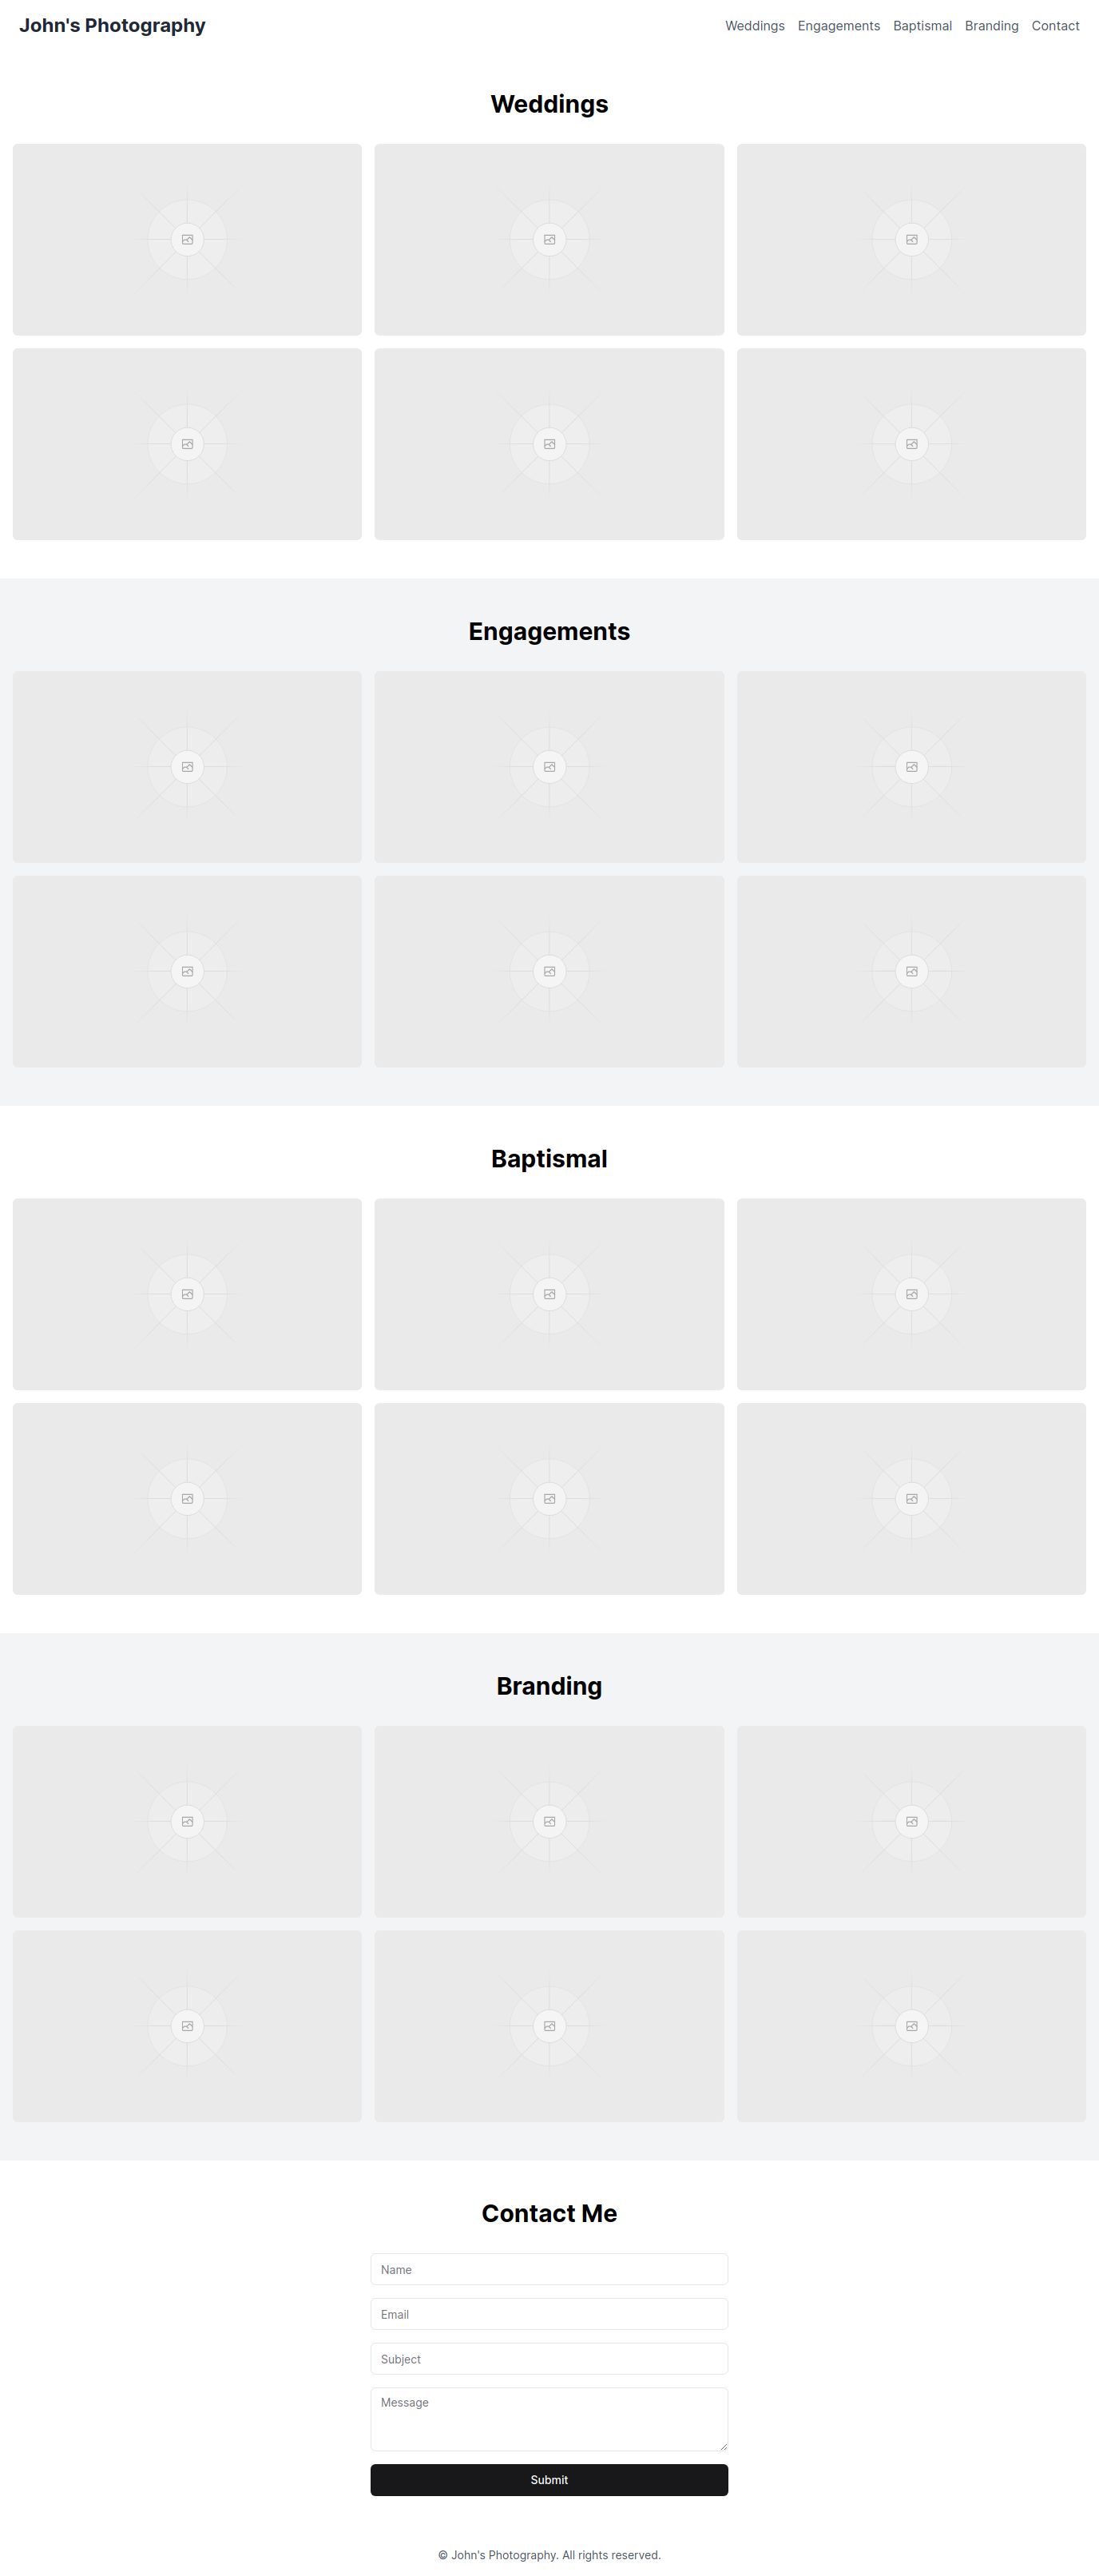 John's Photography
Weddings Engagements Baptismal Branding Contact
Weddings
Engagements
Baptismal
Branding
Contact Me
Name
Email
Subject
Message
Submit
© John's Photography. All rights reserved.